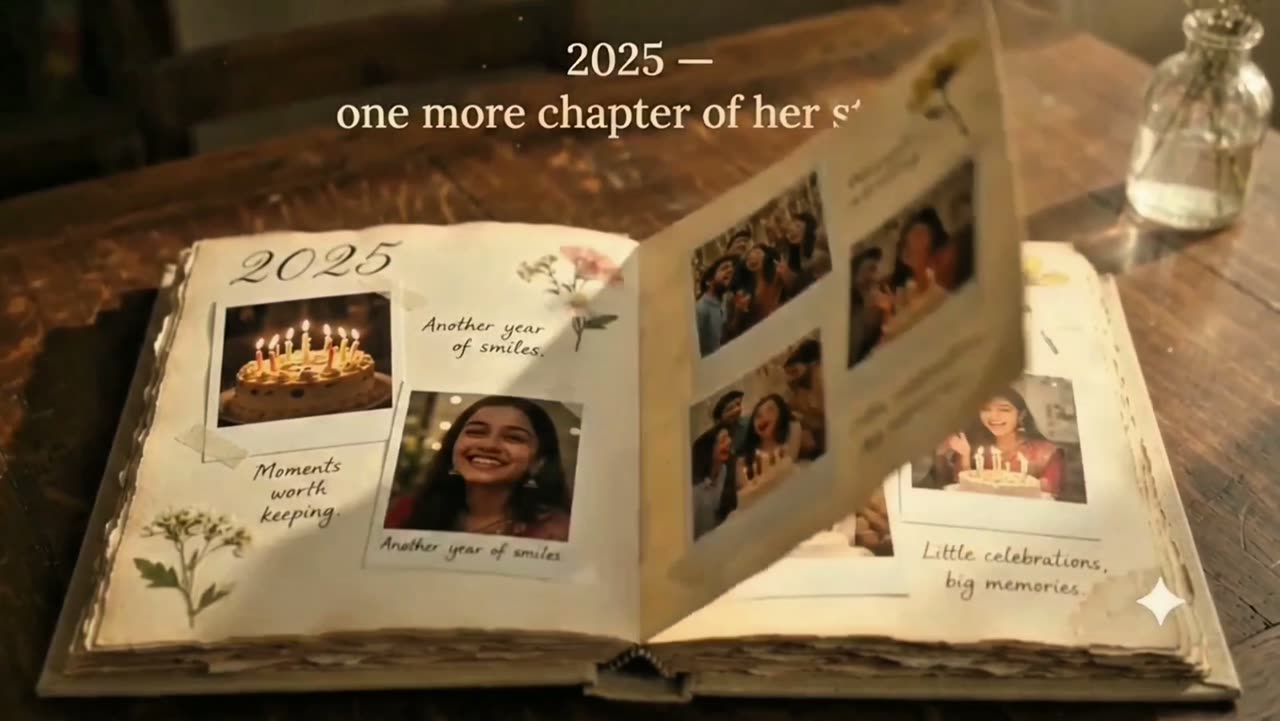 2025 —
one more chapter of her
2025
Another year
of smiles.
Moments
worth
keeping.
Another year of smiles
Little celebrations,
big memories.